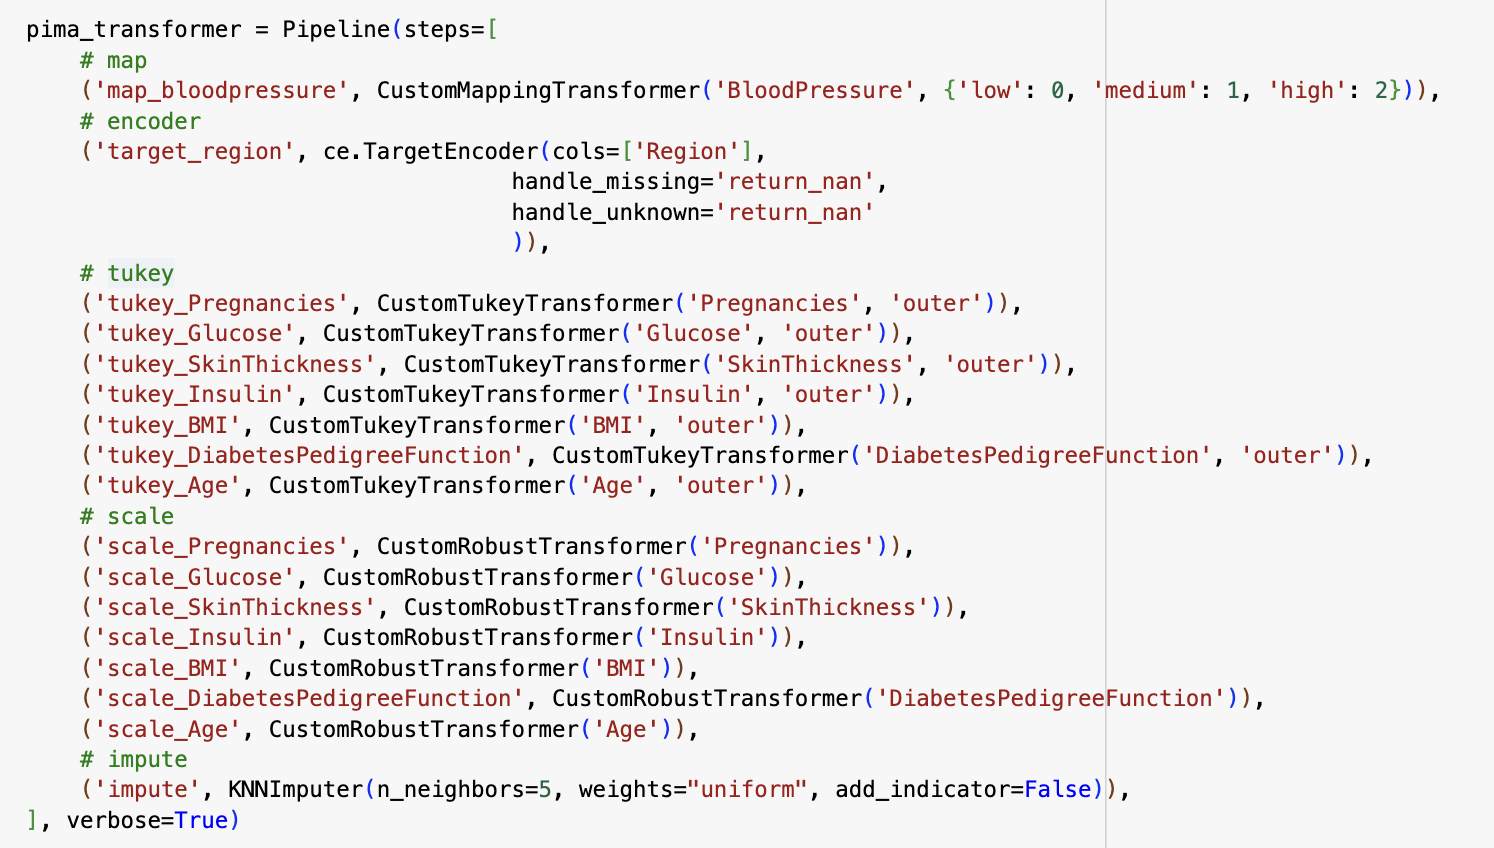 pima_transformer = Pipeline(steps=[
    # map
    ('map_bloodpressure', CustomMappingTransformer('BloodPressure', {'low': 0, 'medium': 1, 'high': 2})),
    # encoder
    ('target_region', ce.TargetEncoder(cols=['Region'],
                                    handle_missing='return_nan',
                                    handle_unknown='return_nan'
                                    )),
    # tukey
    ('tukey_Pregnancies', CustomTukeyTransformer('Pregnancies', 'outer')),
    ('tukey_Glucose', CustomTukeyTransformer('Glucose', 'outer')),
    ('tukey_SkinThickness', CustomTukeyTransformer('SkinThickness', 'outer')),
    ('tukey_Insulin', CustomTukeyTransformer('Insulin', 'outer')),
    ('tukey_BMI', CustomTukeyTransformer('BMI', 'outer')),
    ('tukey_DiabetesPedigreeFunction', CustomTukeyTransformer('DiabetesPedigreeFunction', 'outer')),
    ('tukey_Age', CustomTukeyTransformer('Age', 'outer')),
    # scale
    ('scale_Pregnancies', CustomRobustTransformer('Pregnancies')),
    ('scale_Glucose', CustomRobustTransformer('Glucose')),
    ('scale_SkinThickness', CustomRobustTransformer('SkinThickness')),
    ('scale_Insulin', CustomRobustTransformer('Insulin')),
    ('scale_BMI', CustomRobustTransformer('BMI')),
    ('scale_DiabetesPedigreeFunction', CustomRobustTransformer('DiabetesPedigreeFunction')),
    ('scale_Age', CustomRobustTransformer('Age')),
    # impute
    ('impute', KNNImputer(n_neighbors=5, weights="uniform", add_indicator=False)),
], verbose=True)